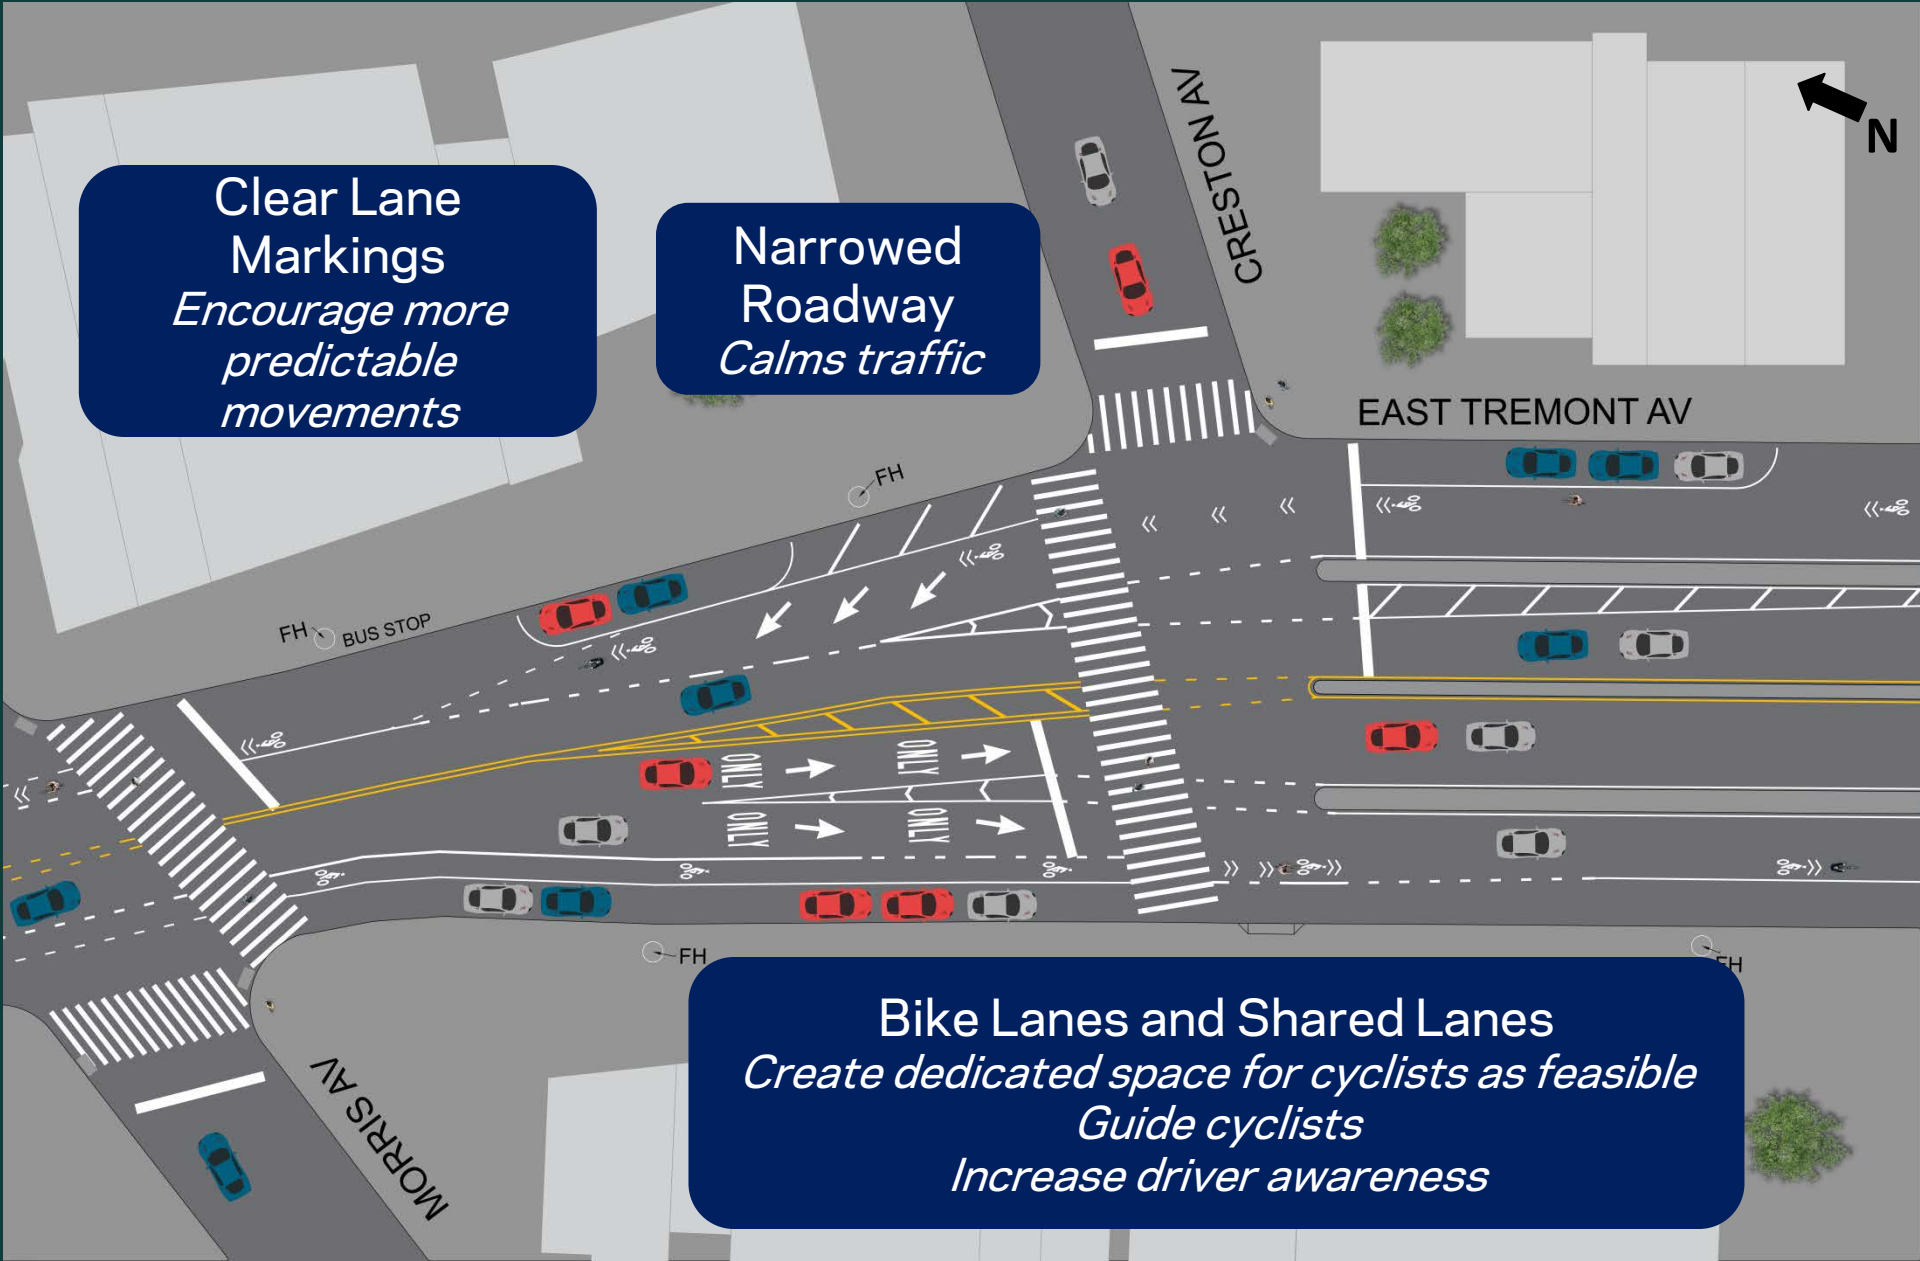 CRESTON AV
N
Clear Lane
Markings
Encourage more
predictable
movements
Narrowed
Roadway
Calms traffic
EAST TREMONT AV
FH
FH
BUS STOP
ONLY
ONLY
ONLY
ONLY
FH
FH
MORRIS AV
Bike Lanes and Shared Lanes
Create dedicated space for cyclists as feasible
Guide cyclists
Increase driver awareness